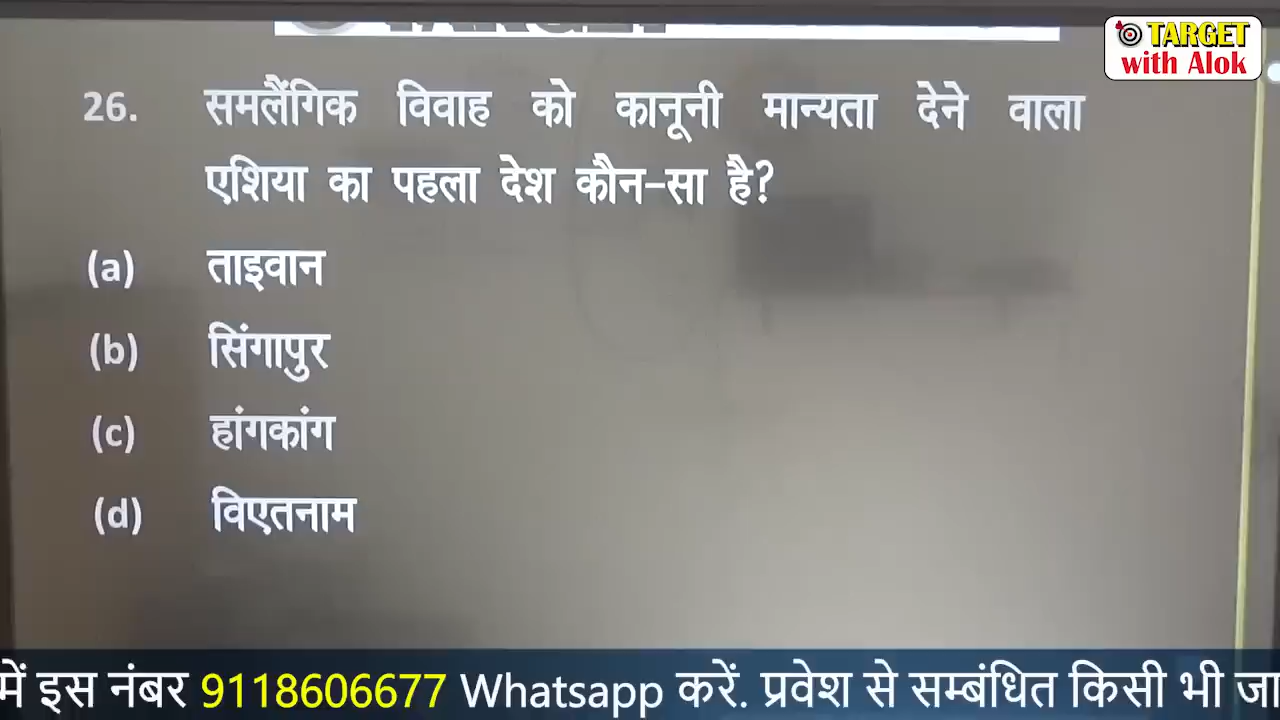 TARGET
with Alok
26. समलैंगिक विवाह को कानूनी मान्यता देने वाला
एशिया का पहला देश कौन-सा है?
(a) ताइवान
(b) सिंगापुर
(c) हांगकांग
(d) विएतनाम
में इस नंबर 9118606677 Whatsapp करें. प्रवेश से सम्बंधित किसी भी जा